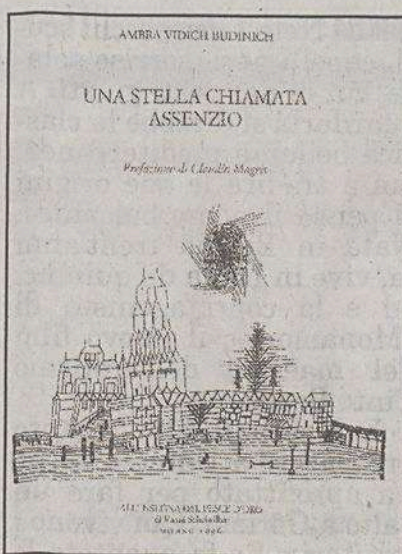 AMBRA VIDICH BUDINICH
UNA STELLA CHIAMATA
ASSENZIO
Prefazione di Claudio Magris
ALL'INSEGNA DEL PESCE D'ORO
di Vanni Scheiwiller
MILANO